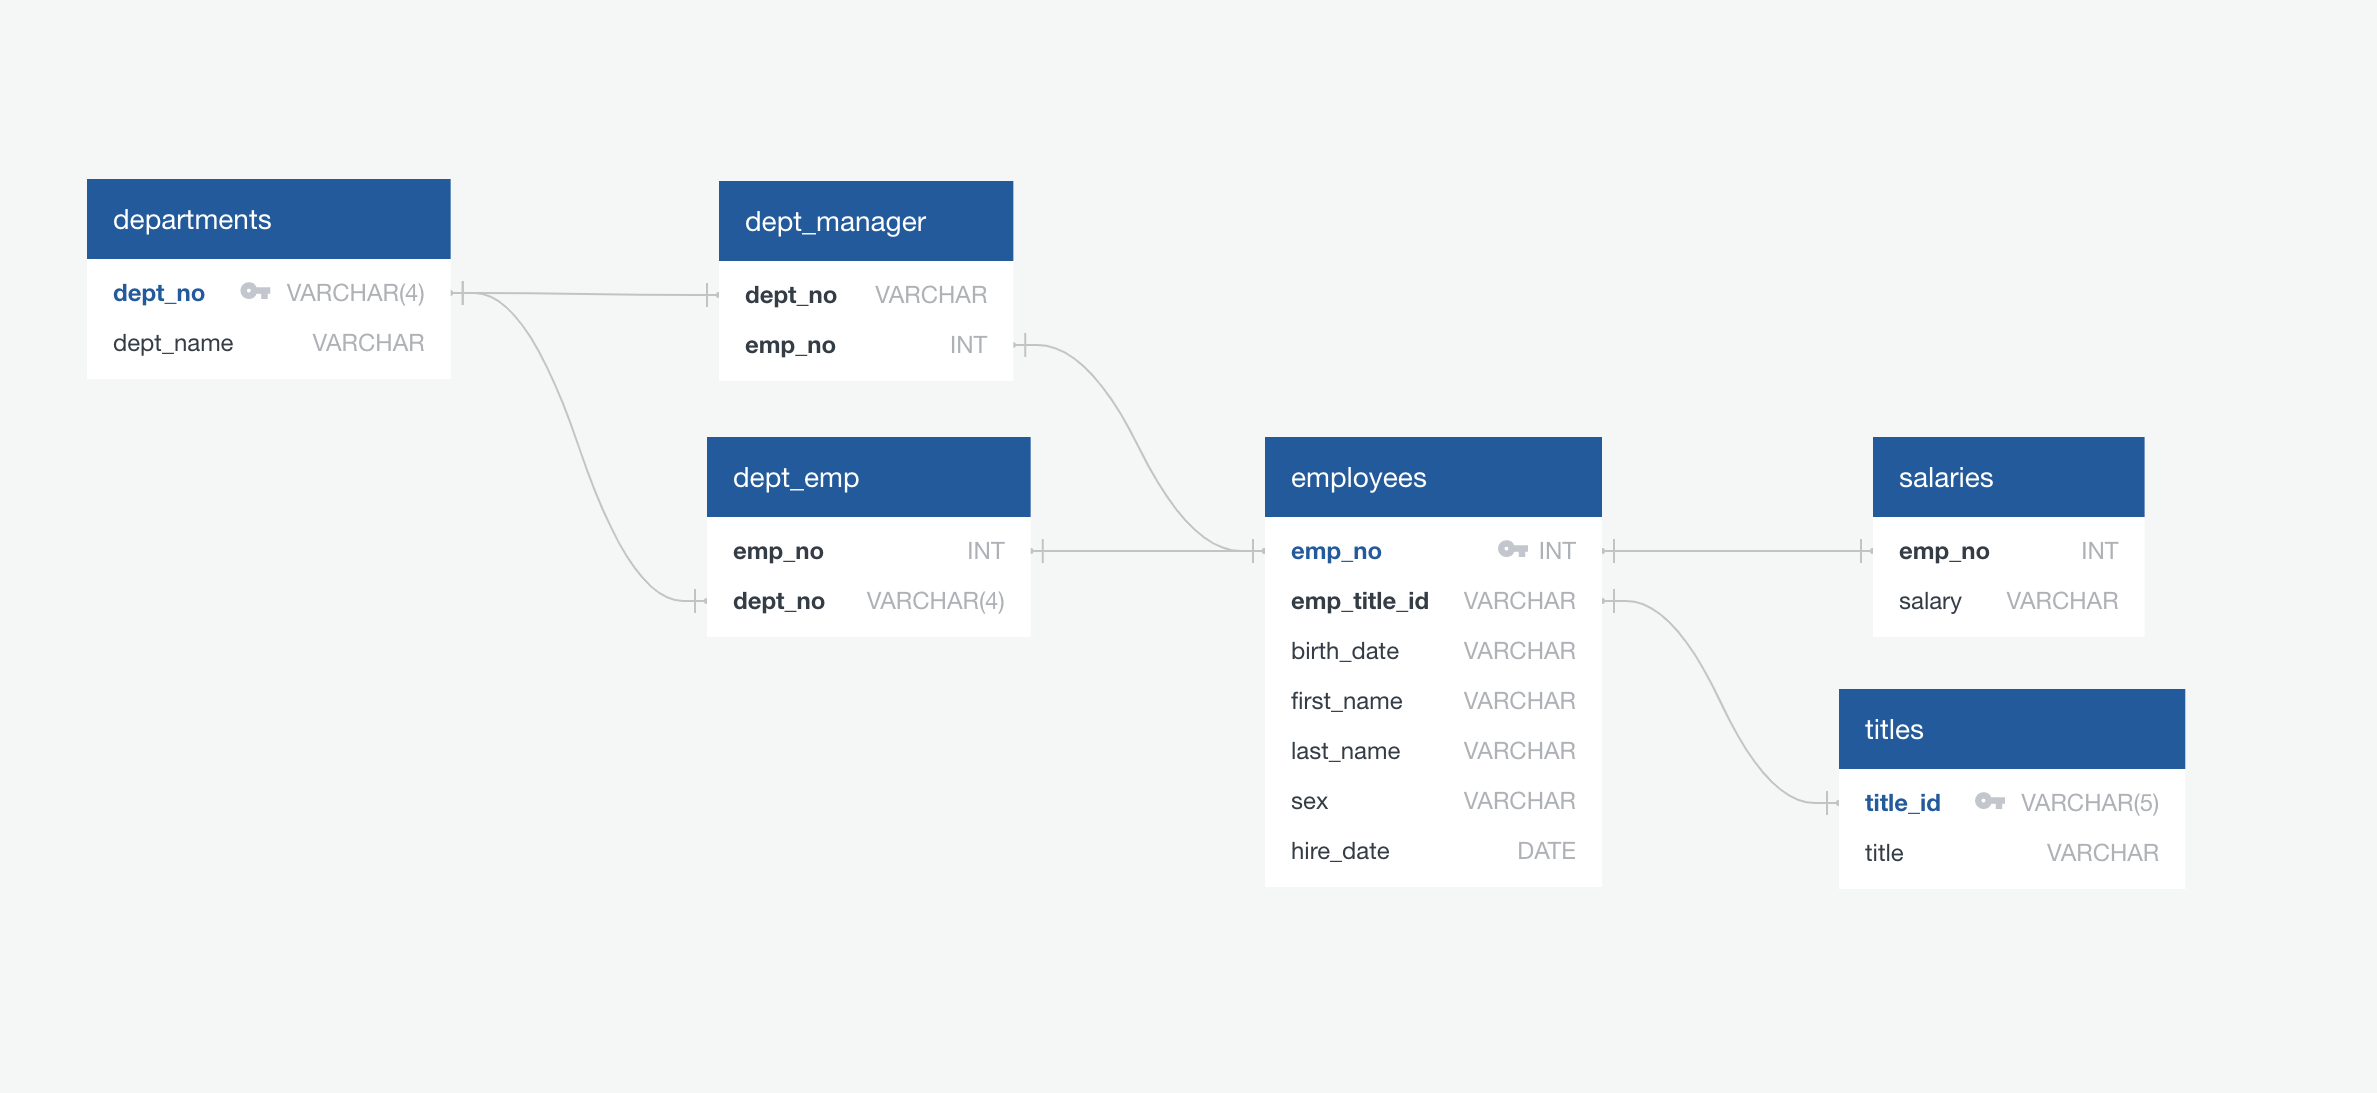 departments
dept_no VARCHAR(4)
dept_name VARCHAR
dept_manager
dept_no VARCHAR
emp_no INT
dept_emp
emp_no INT
dept_no VARCHAR(4)
employees
emp_no INT
emp_title_id VARCHAR
birth_date VARCHAR
first_name VARCHAR
last_name VARCHAR
sex VARCHAR
hire_date DATE
salaries
emp_no INT
salary VARCHAR
titles
title_id VARCHAR(5)
title VARCHAR